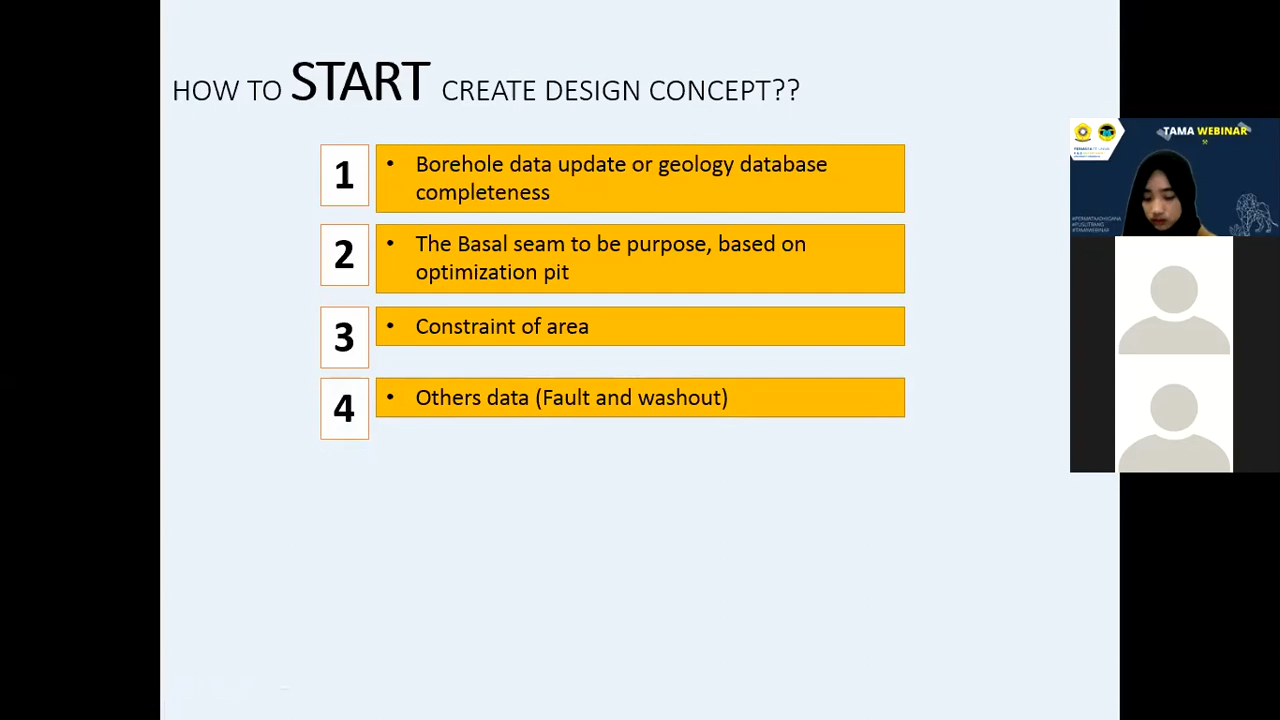 HOW TO START CREATE DESIGN CONCEPT??
1
• Borehole data update or geology database
completeness
2
• The Basal seam to be purpose, based on
optimization pit
3
• Constraint of area
4
• Others data (Fault and washout)
TAMA WEBINAR
#TAMAWEBINAR